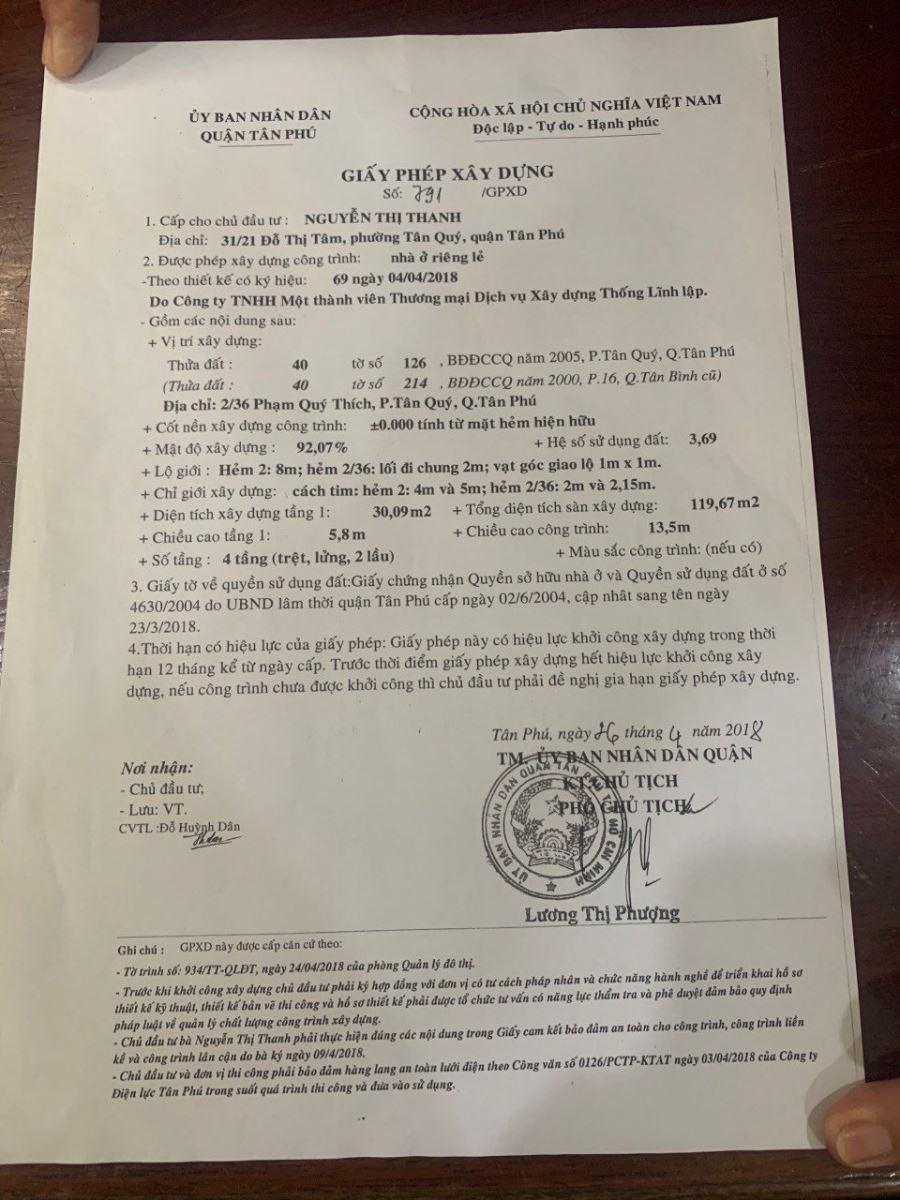 ỦY BAN NHÂN DÂN
QUẬN TÂN PHÚ
CỘNG HÒA XÃ HỘI CHỦ NGHĨA VIỆT NAM
Độc lập - Tự do - Hạnh phúc
GIẤY PHÉP XÂY DỰNG
Số: 791 /GPXD
1. Cấp cho chủ đầu tư : NGUYỄN THỊ THANH
Địa chỉ: 31/21 Đỗ Thị Tâm, phường Tân Quý, quận Tân Phú
2. Được phép xây dựng công trình: nhà ở riêng lẻ
-Theo thiết kế có ký hiệu: 69 ngày 04/04/2018
Do Công ty TNHH Một thành viên Thương mại Dịch vụ Xây dựng Thống Lĩnh lập.
- Gồm các nội dung sau:
+ Vị trí xây dựng:
Thửa đất : 40 tờ số 126 , BĐĐCCQ năm 2005, P.Tân Quý, Q.Tân Phú
(Thửa đất : 40 tờ số 214 , BĐĐCCQ năm 2000, P.16, Q.Tân Bình cũ)
Địa chỉ: 2/36 Phạm Quý Thích, P.Tân Quý, Q.Tân Phú
+ Cốt nền xây dựng công trình: ±0.000 tính từ mặt hẻm hiện hữu
+ Mật độ xây dựng : 92,07% + Hệ số sử dụng đất: 3,69
+ Lộ giới : Hẻm 2: 8m; hẻm 2/36: lối đi chung 2m; vạt góc giao lộ 1m x 1m.
+ Chỉ giới xây dựng: cách tim: hẻm 2: 4m và 5m; hẻm 2/36: 2m và 2,15m.
+ Diện tích xây dựng tầng 1: 30,09m2 + Tổng diện tích sàn xây dựng: 119,67m2
+ Chiều cao tầng 1: 5,8m + Chiều cao công trình: 13,5m
+ Số tầng : 4 tầng (trệt, lửng, 2 lầu) + Màu sắc công trình: (nếu có)
3. Giấy tờ về quyền sử dụng đất:Giấy chứng nhận Quyền sở hữu nhà ở và Quyền sử dụng đất ở số
4630/2004 do UBND lâm thời quận Tân Phú cấp ngày 02/6/2004, cập nhât sang tên ngày
23/3/2018.
4.Thời hạn có hiệu lực của giấy phép: Giấy phép này có hiệu lực khởi công xây dựng trong thời
hạn 12 tháng kể từ ngày cấp. Trước thời điểm giấy phép xây dựng hết hiệu lực khởi công xây
dựng, nếu công trình chưa được khởi công thì chủ đầu tư phải đề nghị gia hạn giấy phép xây dựng.
Tân Phú, ngày 26 tháng 4 năm 2018
TM. ỦY BAN NHÂN DÂN QUẬN
KT. CHỦ TỊCH
PHÓ CHỦ TỊCH
Nơi nhận:
- Chủ đầu tư;
- Lưu: VT.
CVTL :Đỗ Huỳnh Dân
ỦY BAN NHÂN DÂN QUẬN TÂN PHÚ TP HỒ CHÍ MINH
Lương Thị Phượng
Ghi chú : GPXD này được cấp căn cứ theo:
- Tờ trình số: 934/TT-QLĐT, ngày 24/04/2018 của phòng Quản lý đô thị.
- Trước khi khởi công xây dựng chủ đầu tư phải ký hợp đồng với đơn vị có tư cách pháp nhân và chức năng hành nghề để triển khai hồ sơ
thiết kế kỹ thuật, thiết kế bản vẽ thi công và hồ sơ thiết kế phải được tổ chức tư vấn có năng lực thẩm tra và phê duyệt đảm bảo quy định
pháp luật về quản lý chất lượng công trình xây dựng.
- Chủ đầu tư bà Nguyễn Thị Thanh phải thực hiện đúng các nội dung trong Giấy cam kết bảo đảm an toàn cho công trình, công trình liền
kề và công trình lân cận do bà ký ngày 09/4/2018.
- Chủ đầu tư và đơn vị thi công phải bảo đảm hàng lang an toàn lưới điện theo Công văn số 0126/PCTP-KTAT ngày 03/04/2018 của Công ty
Điện lực Tân Phú trong suốt quá trình thi công và đưa vào sử dụng.